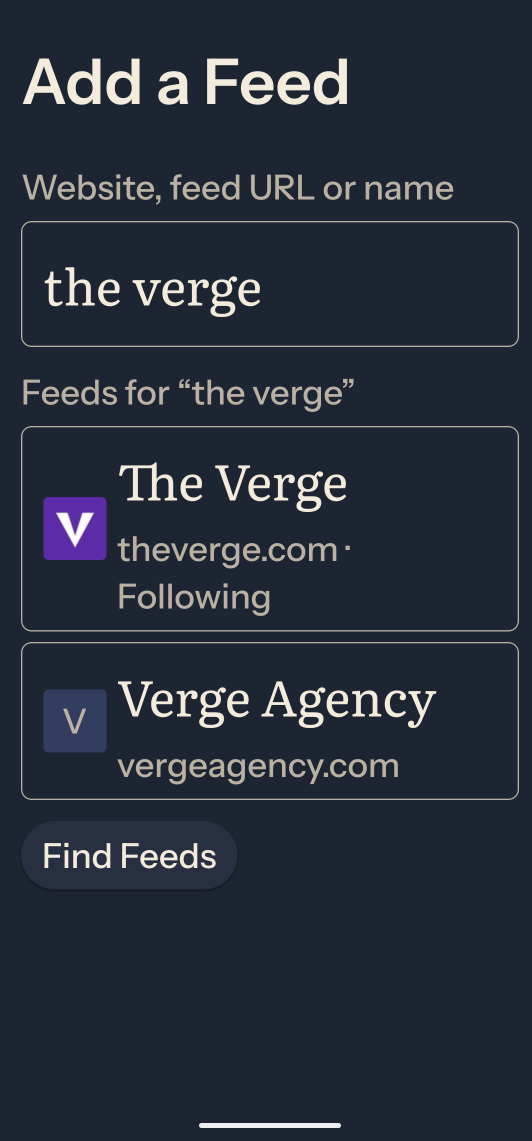 Add a Feed
Website, feed URL or name
the verge
Feeds for “the verge”
The Verge
V
theverge.com ·
Following
Verge Agency
V
vergeagency.com
Find Feeds